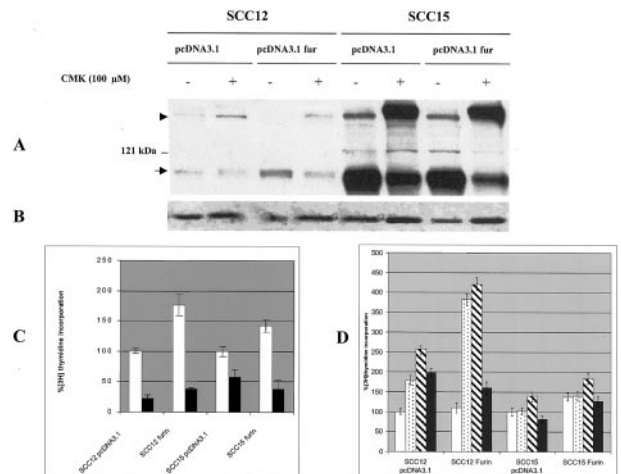 SCC12 SCC15
pcDNA3.1 pcDNA3.1 fur pcDNA3.1 pcDNA3.1 fur
CMK (100 μM) - + - + - + - +
A
121 kDa
B
C
%[3H] thymidine incorporation
250
200
150
100
50
0
SCC12 pcDNA3.1
SCC12 furin
SCC15 pcDNA3.1
SCC15 furin
D
%[3H]thymidine incorporation
500
450
400
350
300
250
200
150
100
50
0
SCC12 pcDNA3.1
SCC12 Furin
SCC15 pcDNA3.1
SCC15 Furin